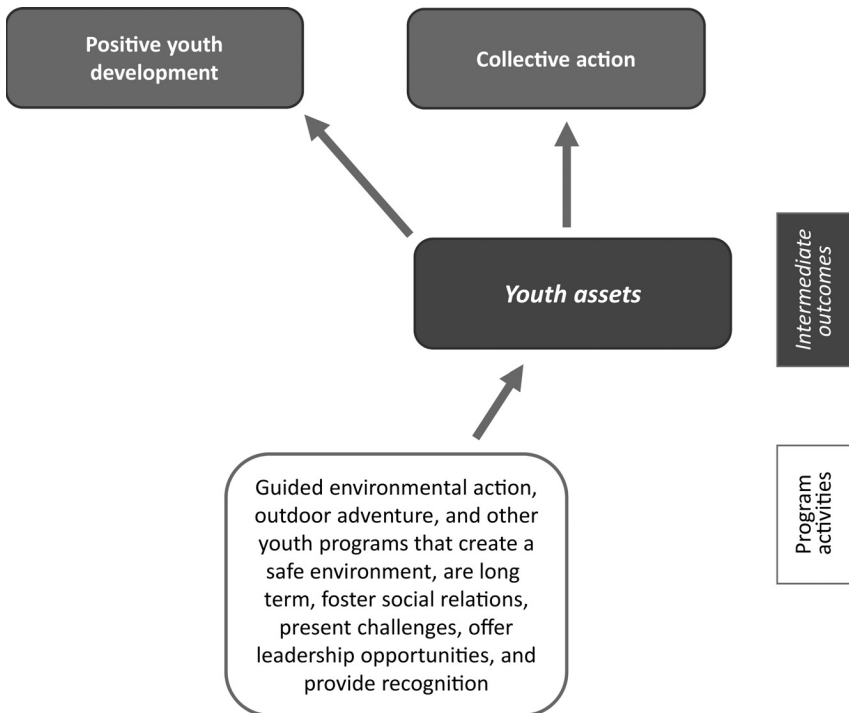 Positive youth
development
Collective action
Youth assets
Intermediate
outcomes
Guided environmental action,
outdoor adventure, and other
youth programs that create a
safe environment, are long
term, foster social relations,
present challenges, offer
leadership opportunities, and
provide recognition
Program
activities